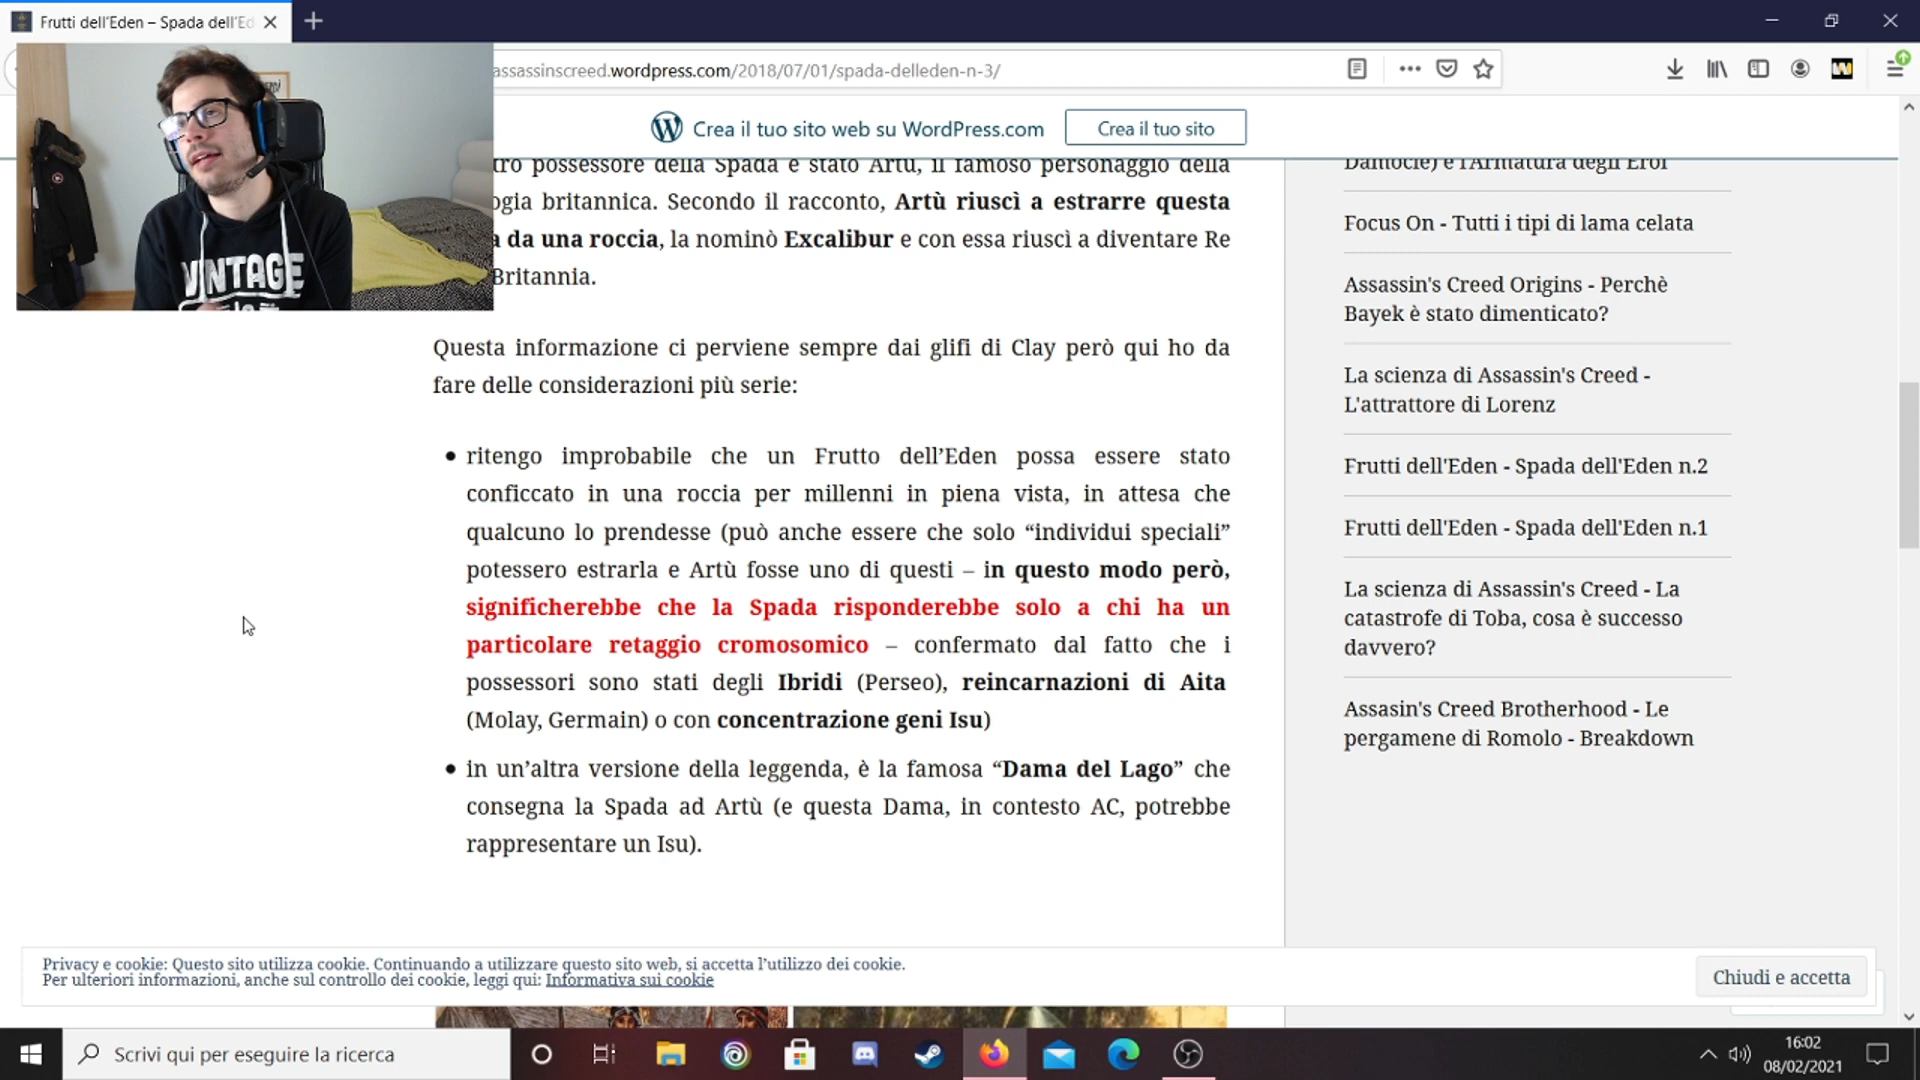 Frutti dell'Eden – Spada dell'Ed
assassinscreed.wordpress.com/2018/07/01/spada-delleden-n-3/
Crea il tuo sito web su WordPress.com
Crea il tuo sito
possessore della Spada è stato Artù, il famoso personaggio della
britannica. Secondo il racconto, Artù riuscì a estrarre questa
da una roccia, la nominò Excalibur e con essa riuscì a diventare Re
Britannia.
Questa informazione ci perviene sempre dai glifi di Clay però qui ho da
fare delle considerazioni più serie:
• ritengo improbabile che un Frutto dell’Eden possa essere stato
conficcato in una roccia per millenni in piena vista, in attesa che
qualcuno lo prendesse (può anche essere che solo “individui speciali”
potessero estrarla e Artù fosse uno di questi – in questo modo però,
significherebbe che la Spada risponderebbe solo a chi ha un
particolare retaggio cromosomico – confermato dal fatto che i
possessori sono stati degli Ibridi (Perseo), reincarnazioni di Aita
(Molay, Germain) o con concentrazione geni Isu)
• in un’altra versione della leggenda, è la famosa “Dama del Lago” che
consegna la Spada ad Artù (e questa Dama, in contesto AC, potrebbe
rappresentare un Isu).
Damocle) e l'Armatura degli Eroi
Focus On - Tutti i tipi di lama celata
Assassin's Creed Origins - Perchè
Bayek è stato dimenticato?
La scienza di Assassin's Creed -
L'attrattore di Lorenz
Frutti dell'Eden - Spada dell'Eden n.2
Frutti dell'Eden - Spada dell'Eden n.1
La scienza di Assassin's Creed - La
catastrofe di Toba, cosa è successo
davvero?
Assasin's Creed Brotherhood - Le
pergamene di Romolo - Breakdown
VINTAGE
Privacy e cookie: Questo sito utilizza cookie. Continuando a utilizzare questo sito web, si accetta l’utilizzo dei cookie.
Per ulteriori informazioni, anche sul controllo dei cookie, leggi qui: Informativa sui cookie
Chiudi e accetta
Scrivi qui per eseguire la ricerca
16:02
08/02/2021